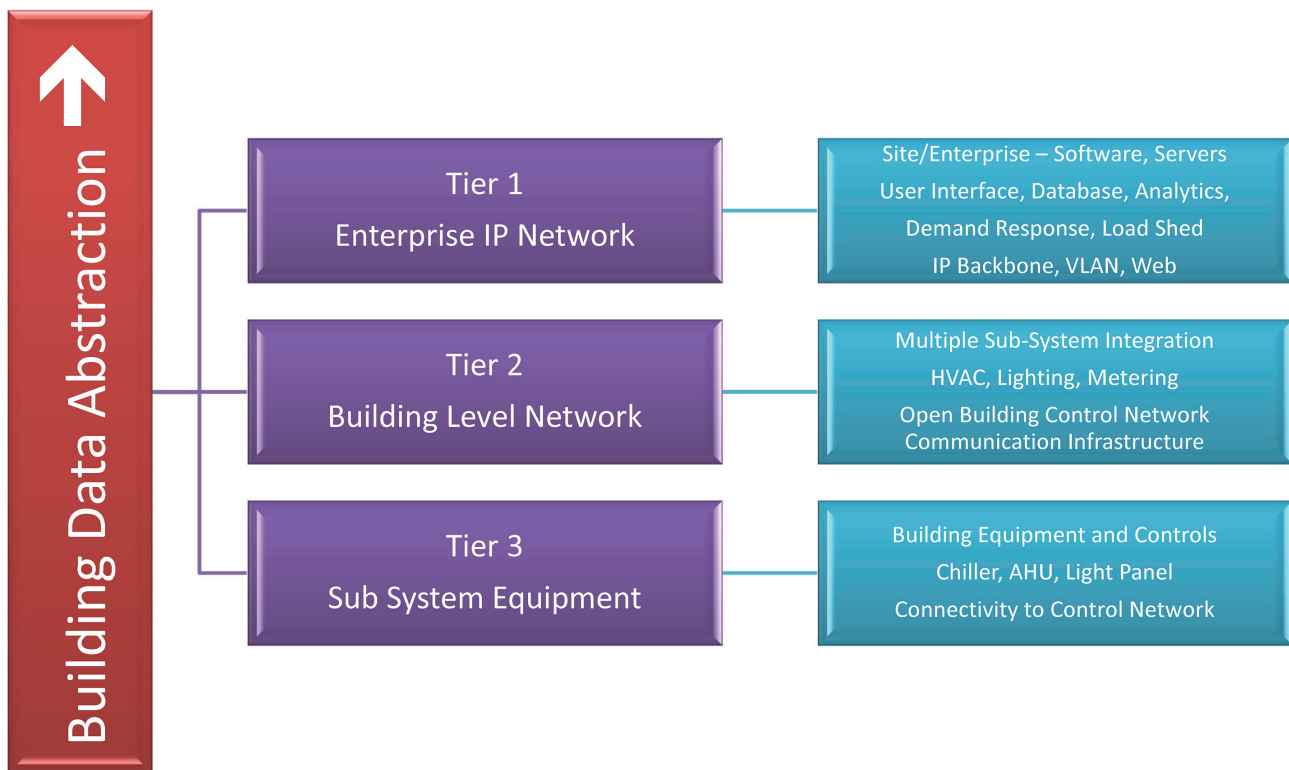 Building Data Abstraction
Tier 1
Enterprise IP Network
Site/Enterprise – Software, Servers
User Interface, Database, Analytics,
Demand Response, Load Shed
IP Backbone, VLAN, Web
Tier 2
Building Level Network
Multiple Sub-System Integration
HVAC, Lighting, Metering
Open Building Control Network
Communication Infrastructure
Tier 3
Sub System Equipment
Building Equipment and Controls
Chiller, AHU, Light Panel
Connectivity to Control Network